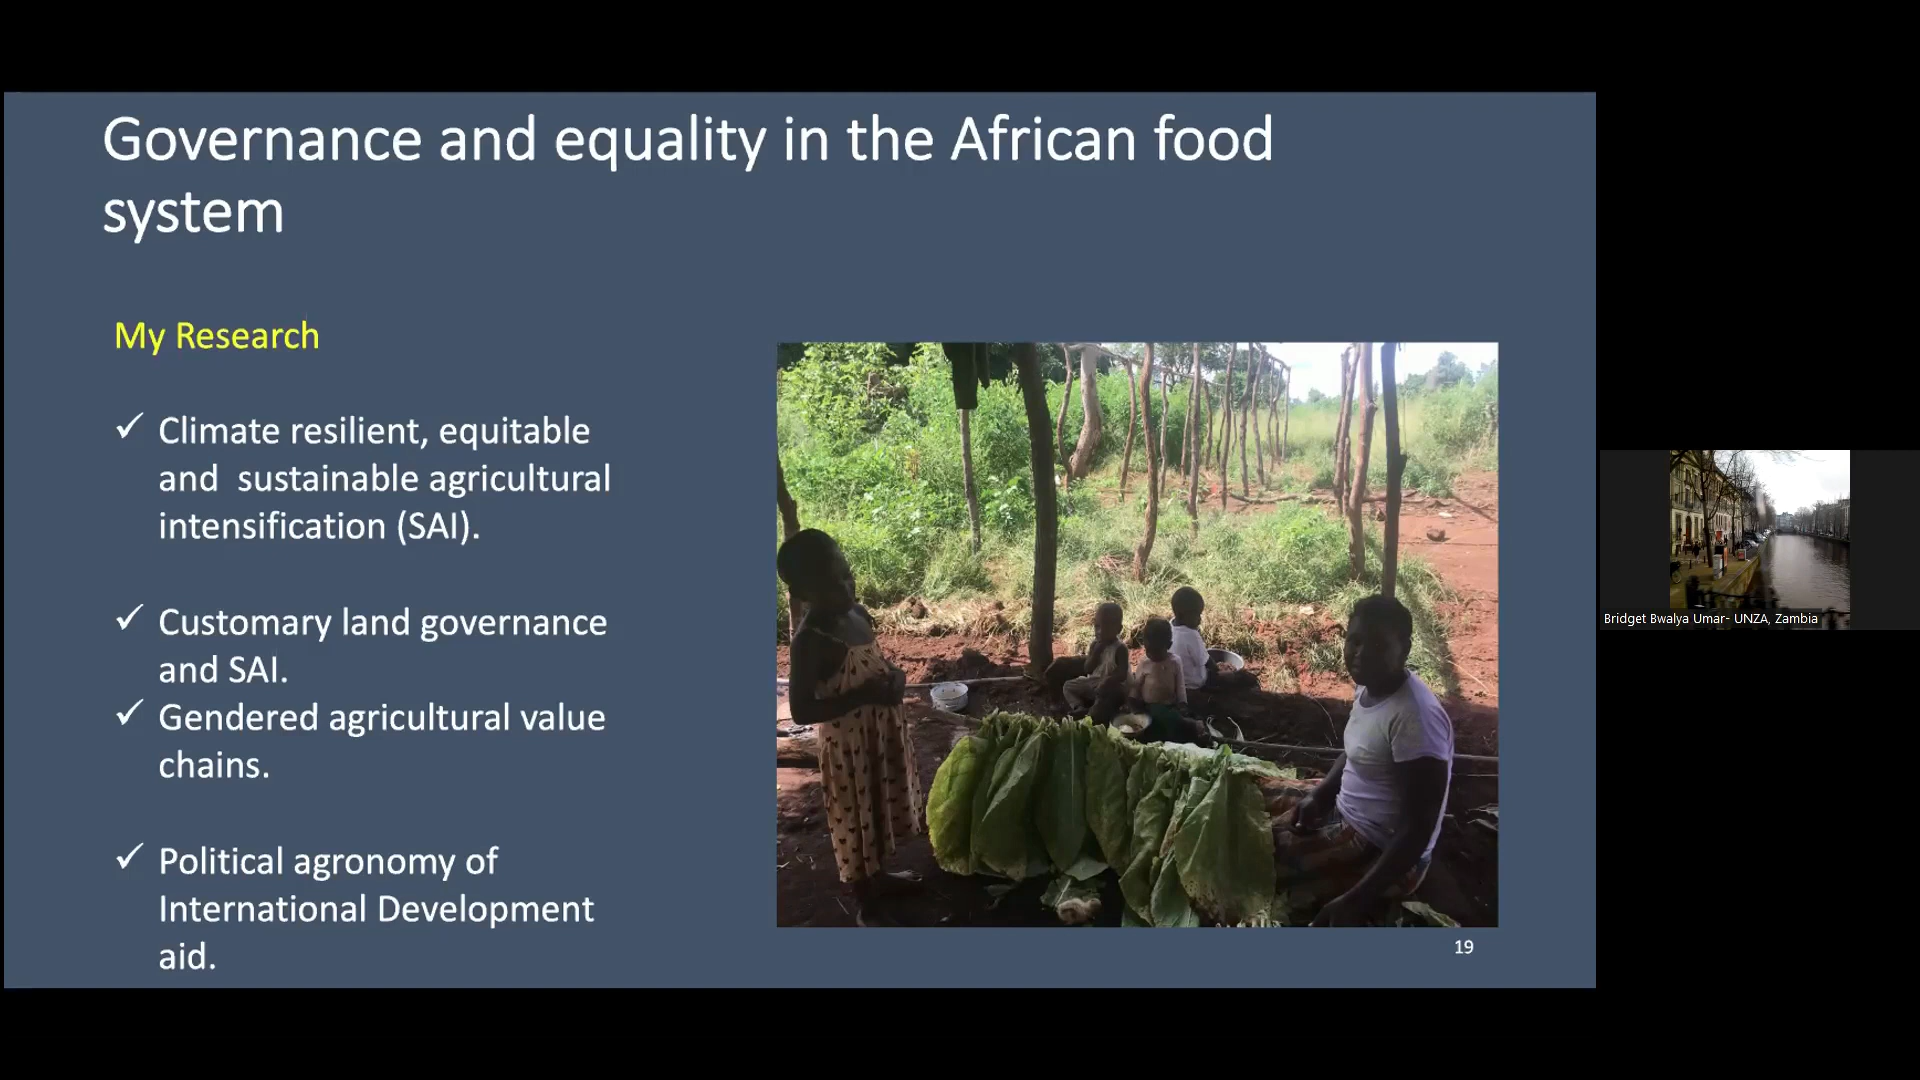 Governance and equality in the African food
system
My Research
✓ Climate resilient, equitable
and  sustainable agricultural
intensification (SAI).
✓ Customary land governance
and SAI.
✓ Gendered agricultural value
chains.
✓ Political agronomy of
International Development
aid.
19
Bridget Bwalya Umar- UNZA, Zambia